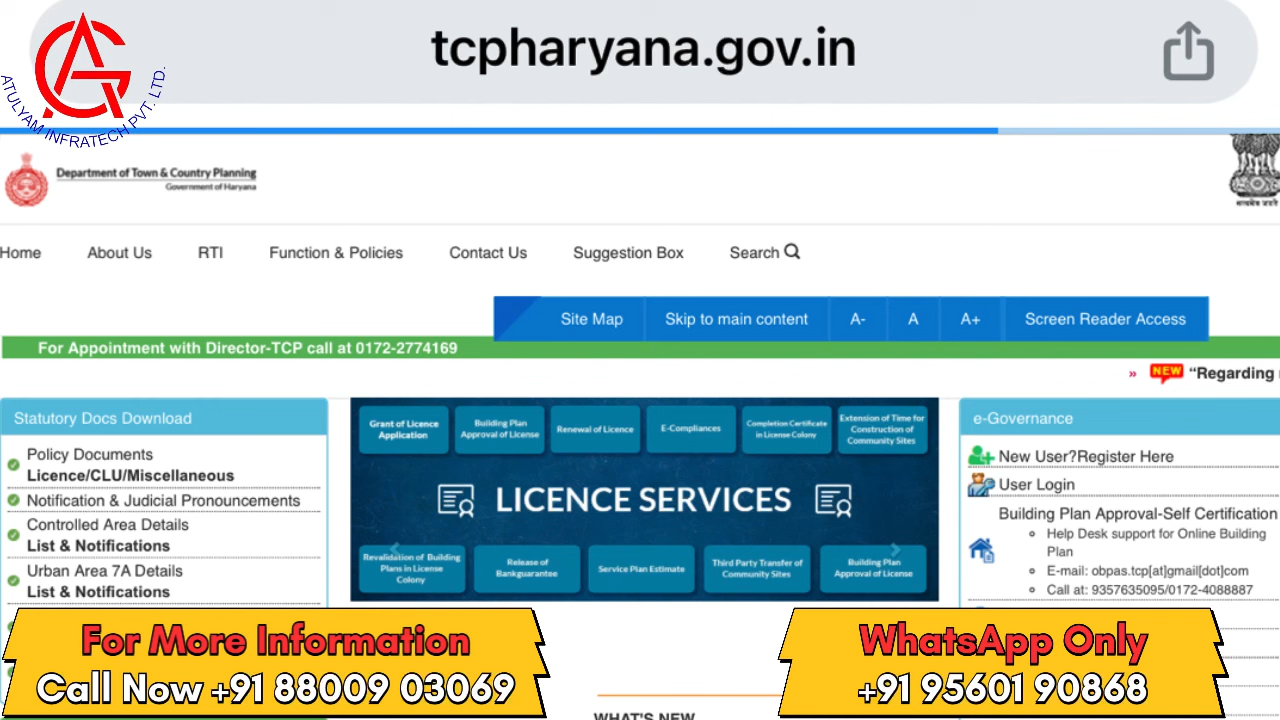 tcpharyana.gov.in
AG
ATULYAM INFRATECH PVT. LTD.
Department of Town & Country Planning
Government of Haryana
सत्यमेव जयते
Home About Us RTI Function & Policies Contact Us Suggestion Box Search
Site Map Skip to main content A- A A+ Screen Reader Access
For Appointment with Director-TCP call at 0172-2774169
» NEW “Regarding
Statutory Docs Download
Policy Documents
Licence/CLU/Miscellaneous
Notification & Judicial Pronouncements
Controlled Area Details
List & Notifications
Urban Area 7A Details
List & Notifications
Grant of Licence
Application
Building Plan
Approval of License
Renewal of Licence
E-Compliances
Completion Certificate
in License Colony
Extension of Time for
Construction of
Community Sites
LICENCE SERVICES
Revalidation of Building
Plans in License
Colony
Release of
Bankguarantee
Service Plan Estimate
Third Party Transfer of
Community Sites
Building Plan
Approval of License
e-Governance
New User?Register Here
User Login
Building Plan Approval-Self Certification
Help Desk support for Online Building
Plan
E-mail: obpas.tcp[at]gmail[dot]com
Call at: 9357635095/0172-4088887
WHAT'S NEW
For More Information
Call Now +91 88009 03069
WhatsApp Only
+91 95601 90868